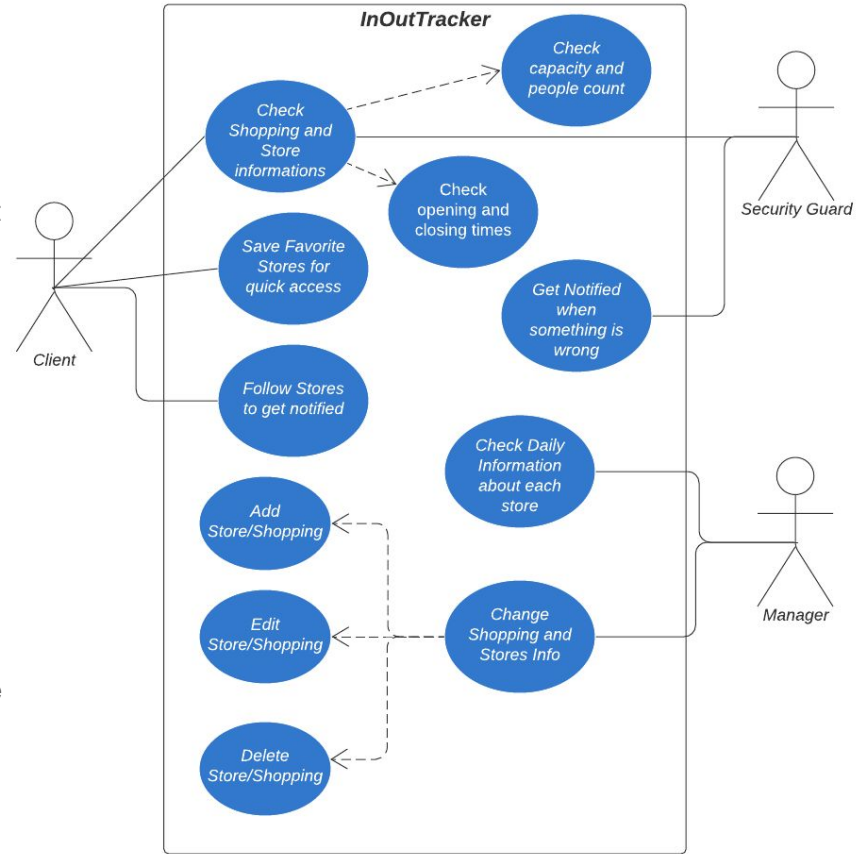 InOutTracker
Check
capacity and
people count
Check
Shopping and
Store
informations
Check
opening and
closing times
Security Guard
Save Favorite
Stores for
quick access
Get Notified
when
something is
wrong
Client
Follow Stores
to get notified
Check Daily
Information
about each
store
Add
Store/Shopping
Edit
Store/Shopping
Change
Shopping and
Stores Info
Manager
Delete
Store/Shopping